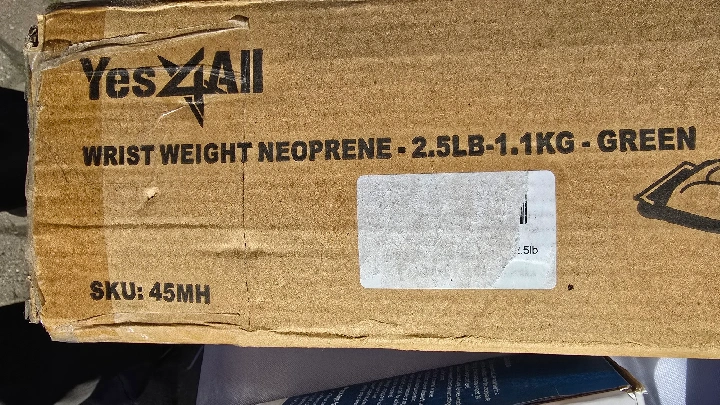 Yes4All
WRIST WEIGHT NEOPRENE - 2.5LB-1.1KG - GREEN
.5lb
SKU: 45MH